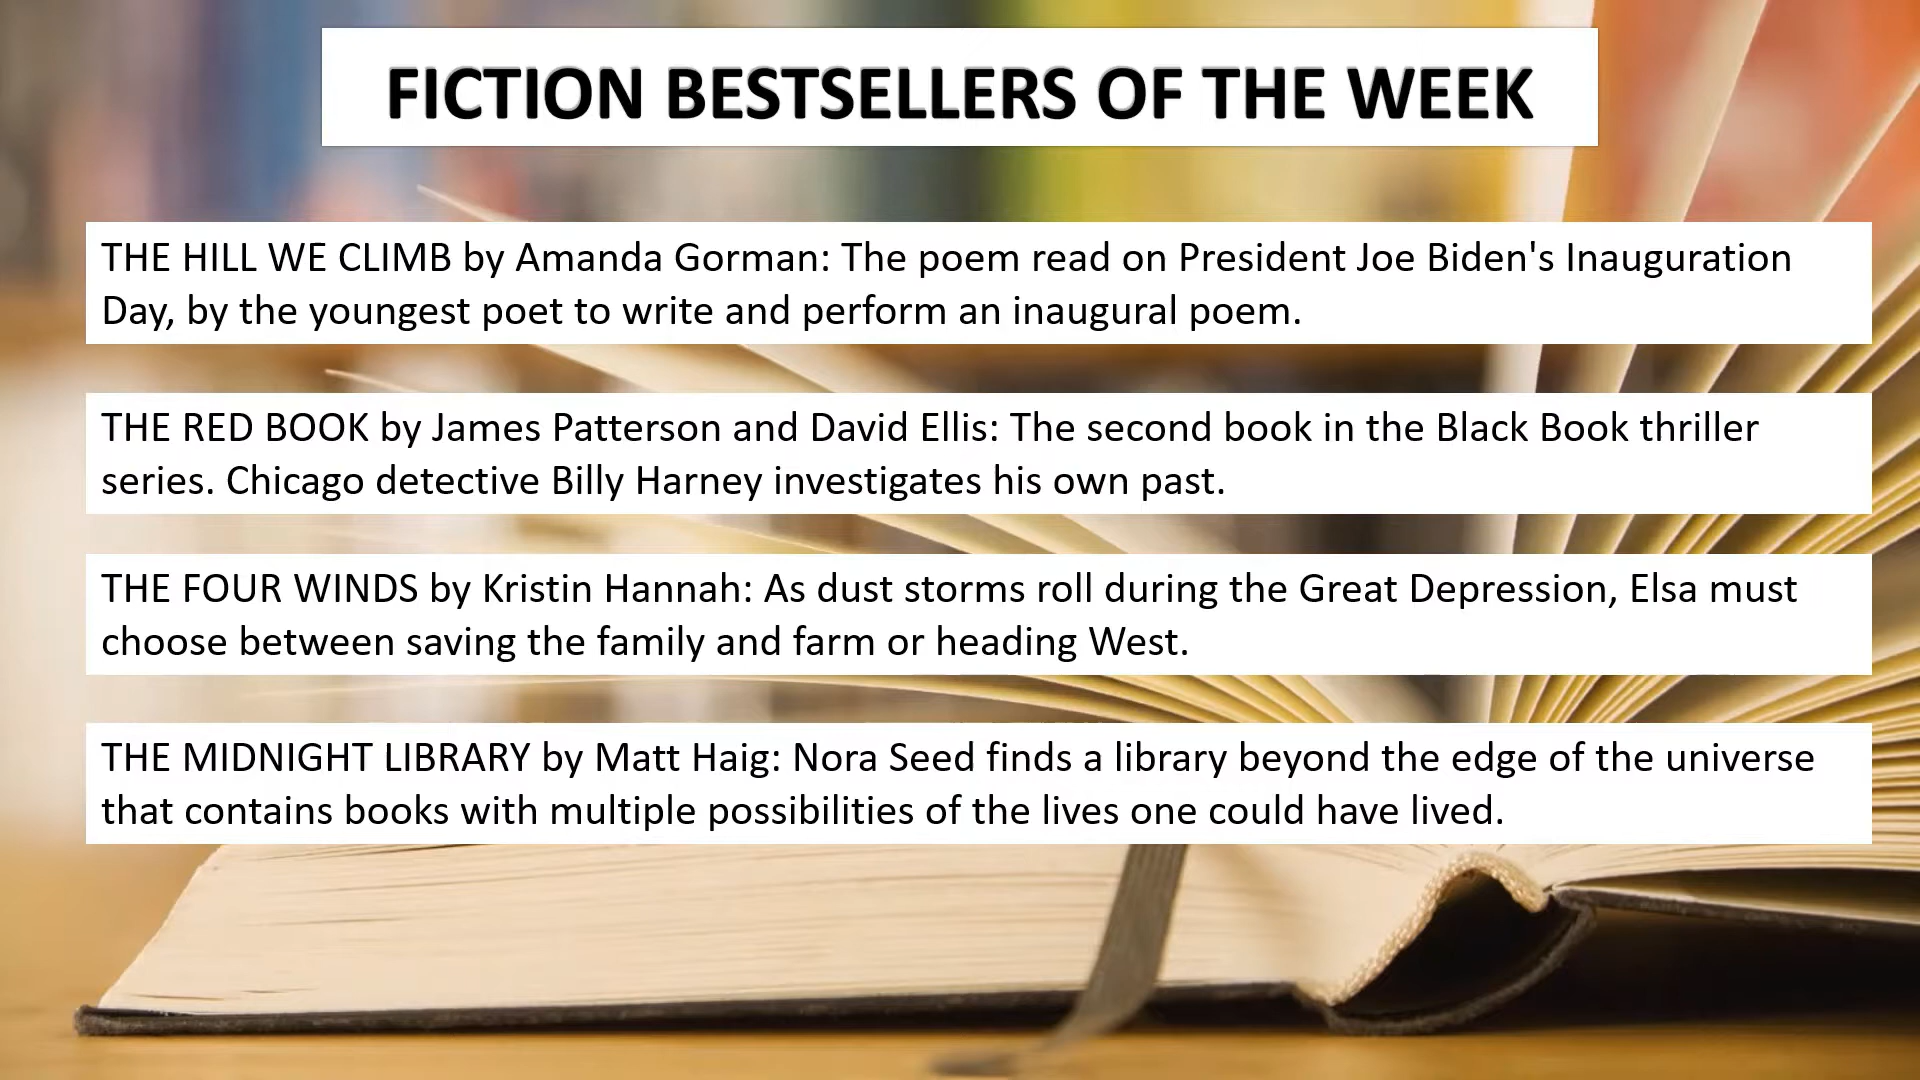 FICTION BESTSELLERS OF THE WEEK
THE HILL WE CLIMB by Amanda Gorman: The poem read on President Joe Biden's Inauguration
Day, by the youngest poet to write and perform an inaugural poem.
THE RED BOOK by James Patterson and David Ellis: The second book in the Black Book thriller
series. Chicago detective Billy Harney investigates his own past.
THE FOUR WINDS by Kristin Hannah: As dust storms roll during the Great Depression, Elsa must
choose between saving the family and farm or heading West.
THE MIDNIGHT LIBRARY by Matt Haig: Nora Seed finds a library beyond the edge of the universe
that contains books with multiple possibilities of the lives one could have lived.